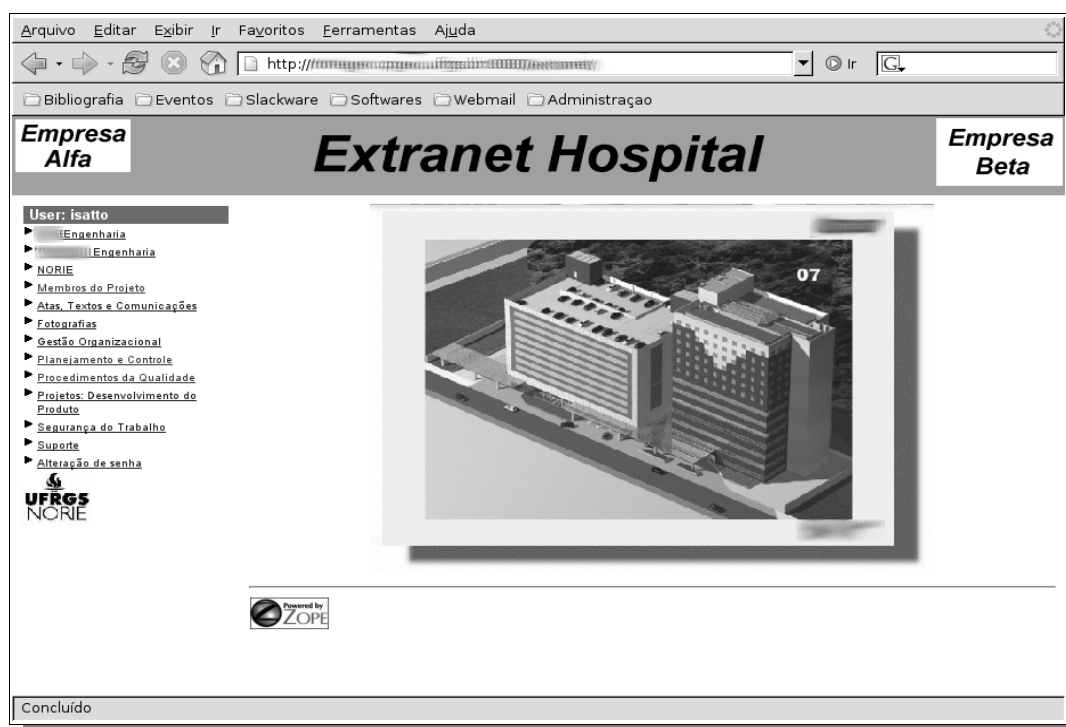 Arquivo Editar Exibir Ir Favoritos Ferramentas Ajuda
http:// Ir G
Bibliografia Eventos Slackware Softwares Webmail Administraçao
Empresa
Alfa
Extranet Hospital
Empresa
Beta
User: isatto
Engenharia
Engenharia
NORIE
Membros do Projeto
Atas, Textos e Comunicações
Fotografias
Gestão Organizacional
Planejamento e Controle
Procedimentos da Qualidade
Projetos: Desenvolvimento do
Produto
Segurança do Trabalho
Suporte
Alteração de senha
UFRGS
NORIE
07
Powered by
ZOPE
Concluído